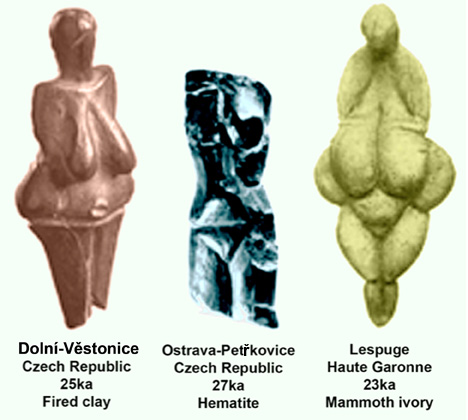 Dolní-Věstonice
Czech Republic
25ka
Fired clay
Ostrava-Petřkovice
Czech Republic
27ka
Hematite
Lespuge
Haute Garonne
23ka
Mammoth ivory